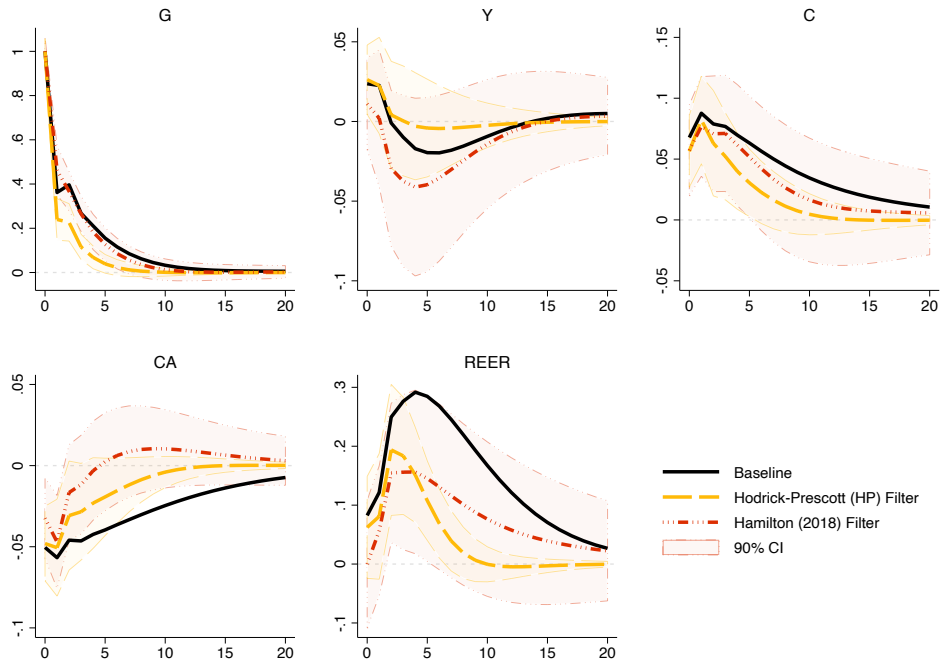 G
1
.8
.6
.4
.2
0
0 5 10 15 20
Y
.05
0
-.05
-.1
0 5 10 15 20
C
.15
.1
.05
0
-.05
0 5 10 15 20
CA
.05
0
-.05
-.1
0 5 10 15 20
REER
.3
.2
.1
0
-.1
0 5 10 15 20
Baseline
Hodrick-Prescott (HP) Filter
Hamilton (2018) Filter
90% CI